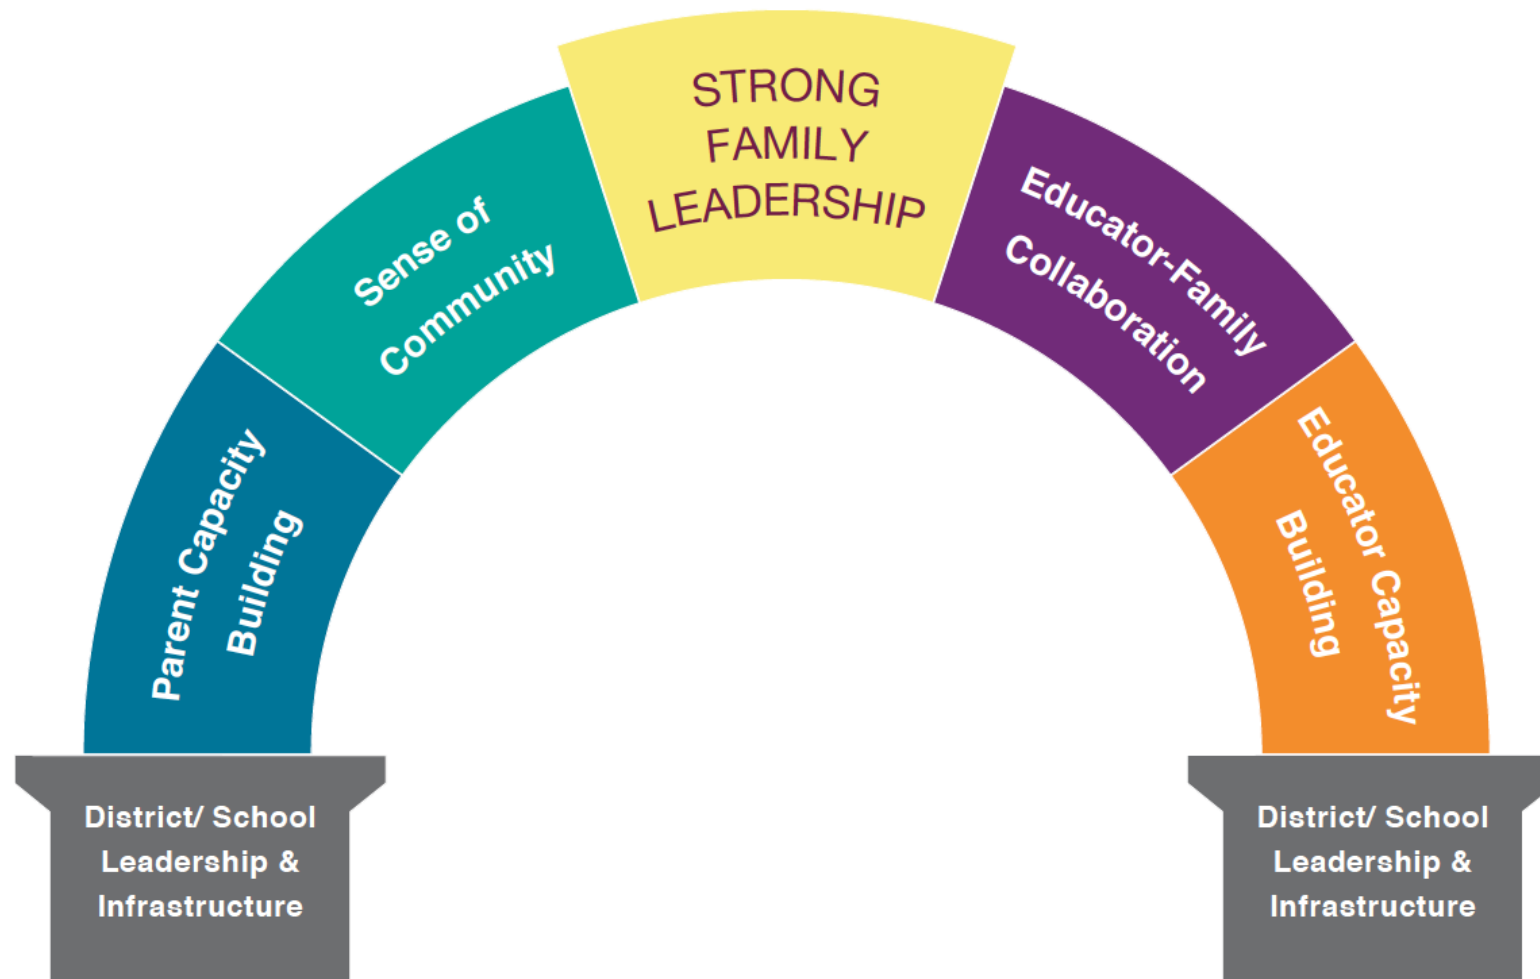 STRONG
FAMILY
LEADERSHIP
Sense of
Community
Educator-Family
Collaboration
Parent Capacity
Building
Educator Capacity
Building
District/ School
Leadership &
Infrastructure
District/ School
Leadership &
Infrastructure